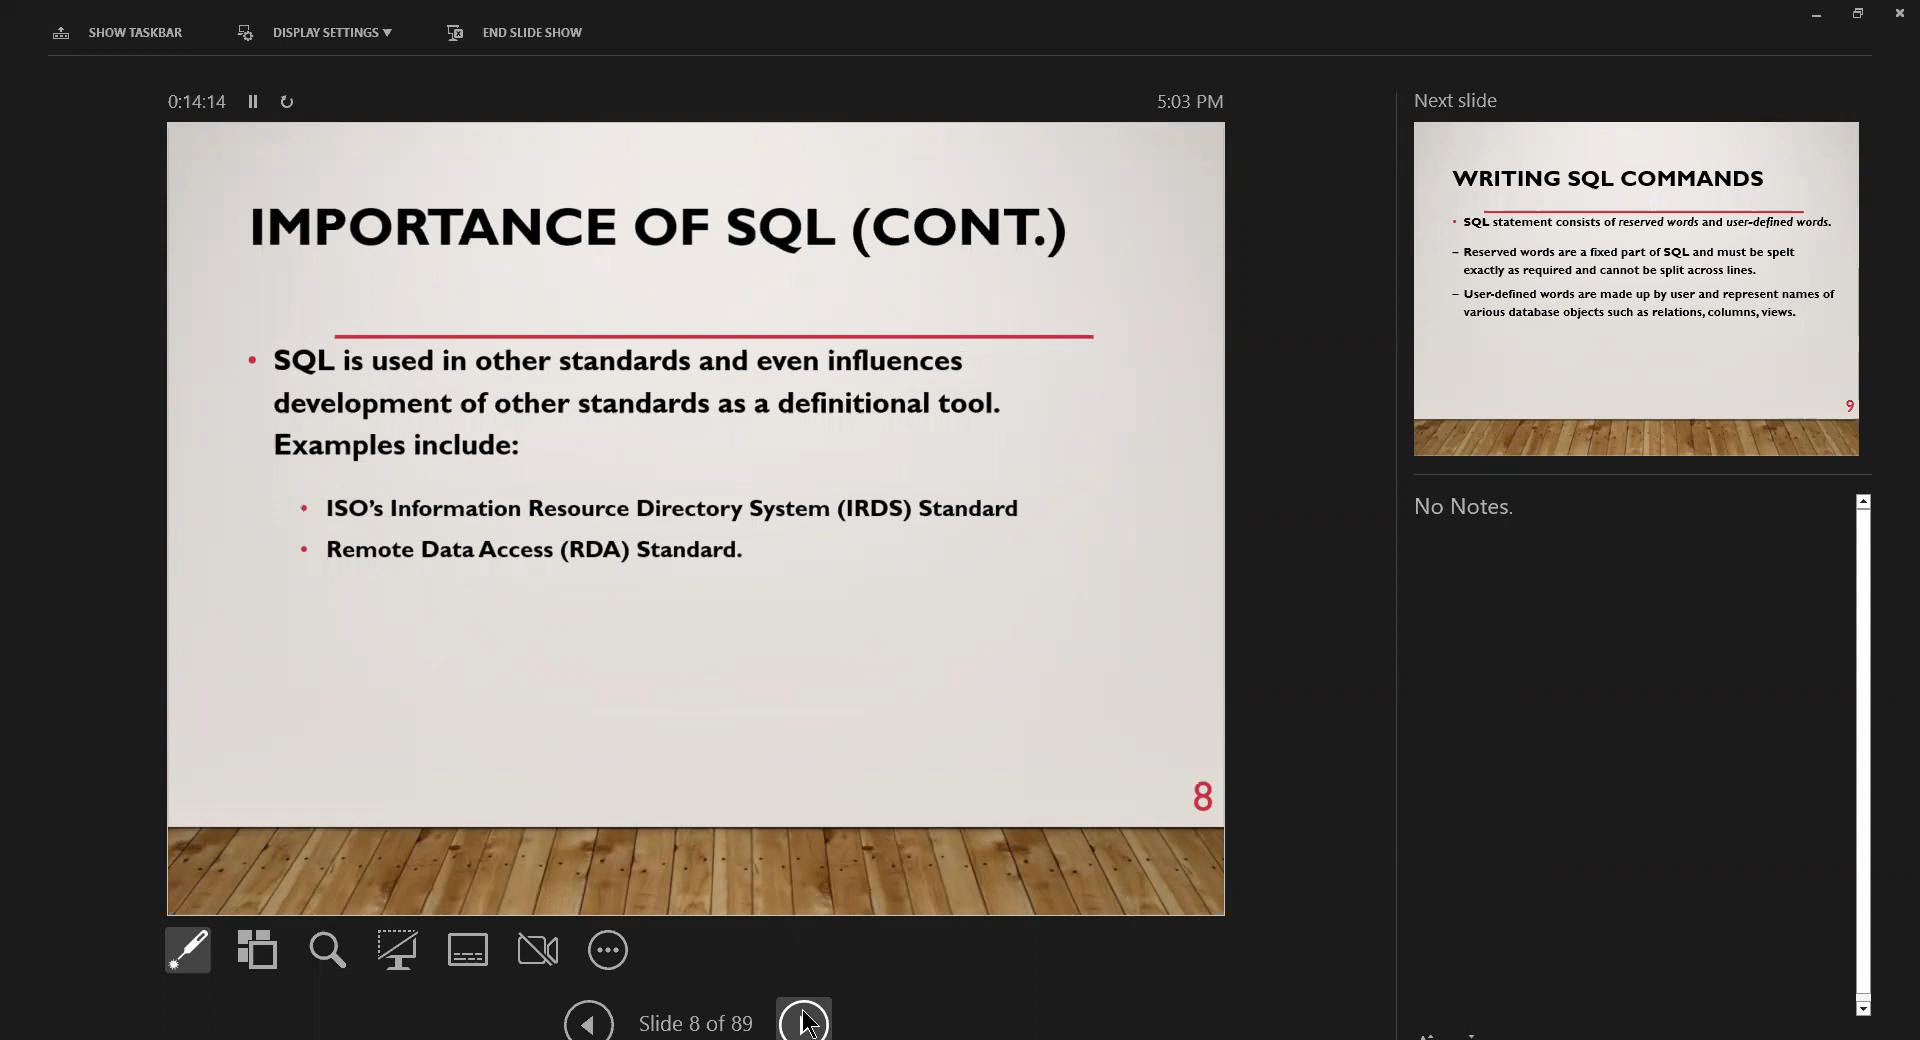 SHOW TASKBAR
DISPLAY SETTINGS ▼
END SLIDE SHOW
0:14:14
5:03 PM
IMPORTANCE OF SQL (CONT.)
• SQL is used in other standards and even influences
development of other standards as a definitional tool.
Examples include:
• ISO’s Information Resource Directory System (IRDS) Standard
• Remote Data Access (RDA) Standard.
8
Slide 8 of 89
Next slide
WRITING SQL COMMANDS
• SQL statement consists of reserved words and user-defined words.
– Reserved words are a fixed part of SQL and must be spelt
exactly as required and cannot be split across lines.
– User-defined words are made up by user and represent names of
various database objects such as relations, columns, views.
9
No Notes.